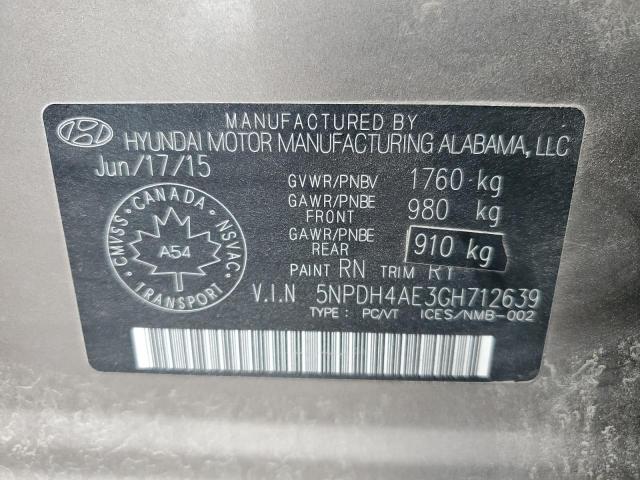 MANUFACTURED BY
HYUNDAI MOTOR MANUFACTURING ALABAMA, LLC
Jun/17/15
GVWR/PNBV 1760 kg
GAWR/PNBE FRONT 980 kg
GAWR/PNBE REAR 910 kg
PAINT RN TRIM RY
V.I.N 5NPDH4AE3GH712639
TYPE: PC/VT ICES/NMB-002
CANADA
CMVSS
NSVAC
A54
TRANSPORT